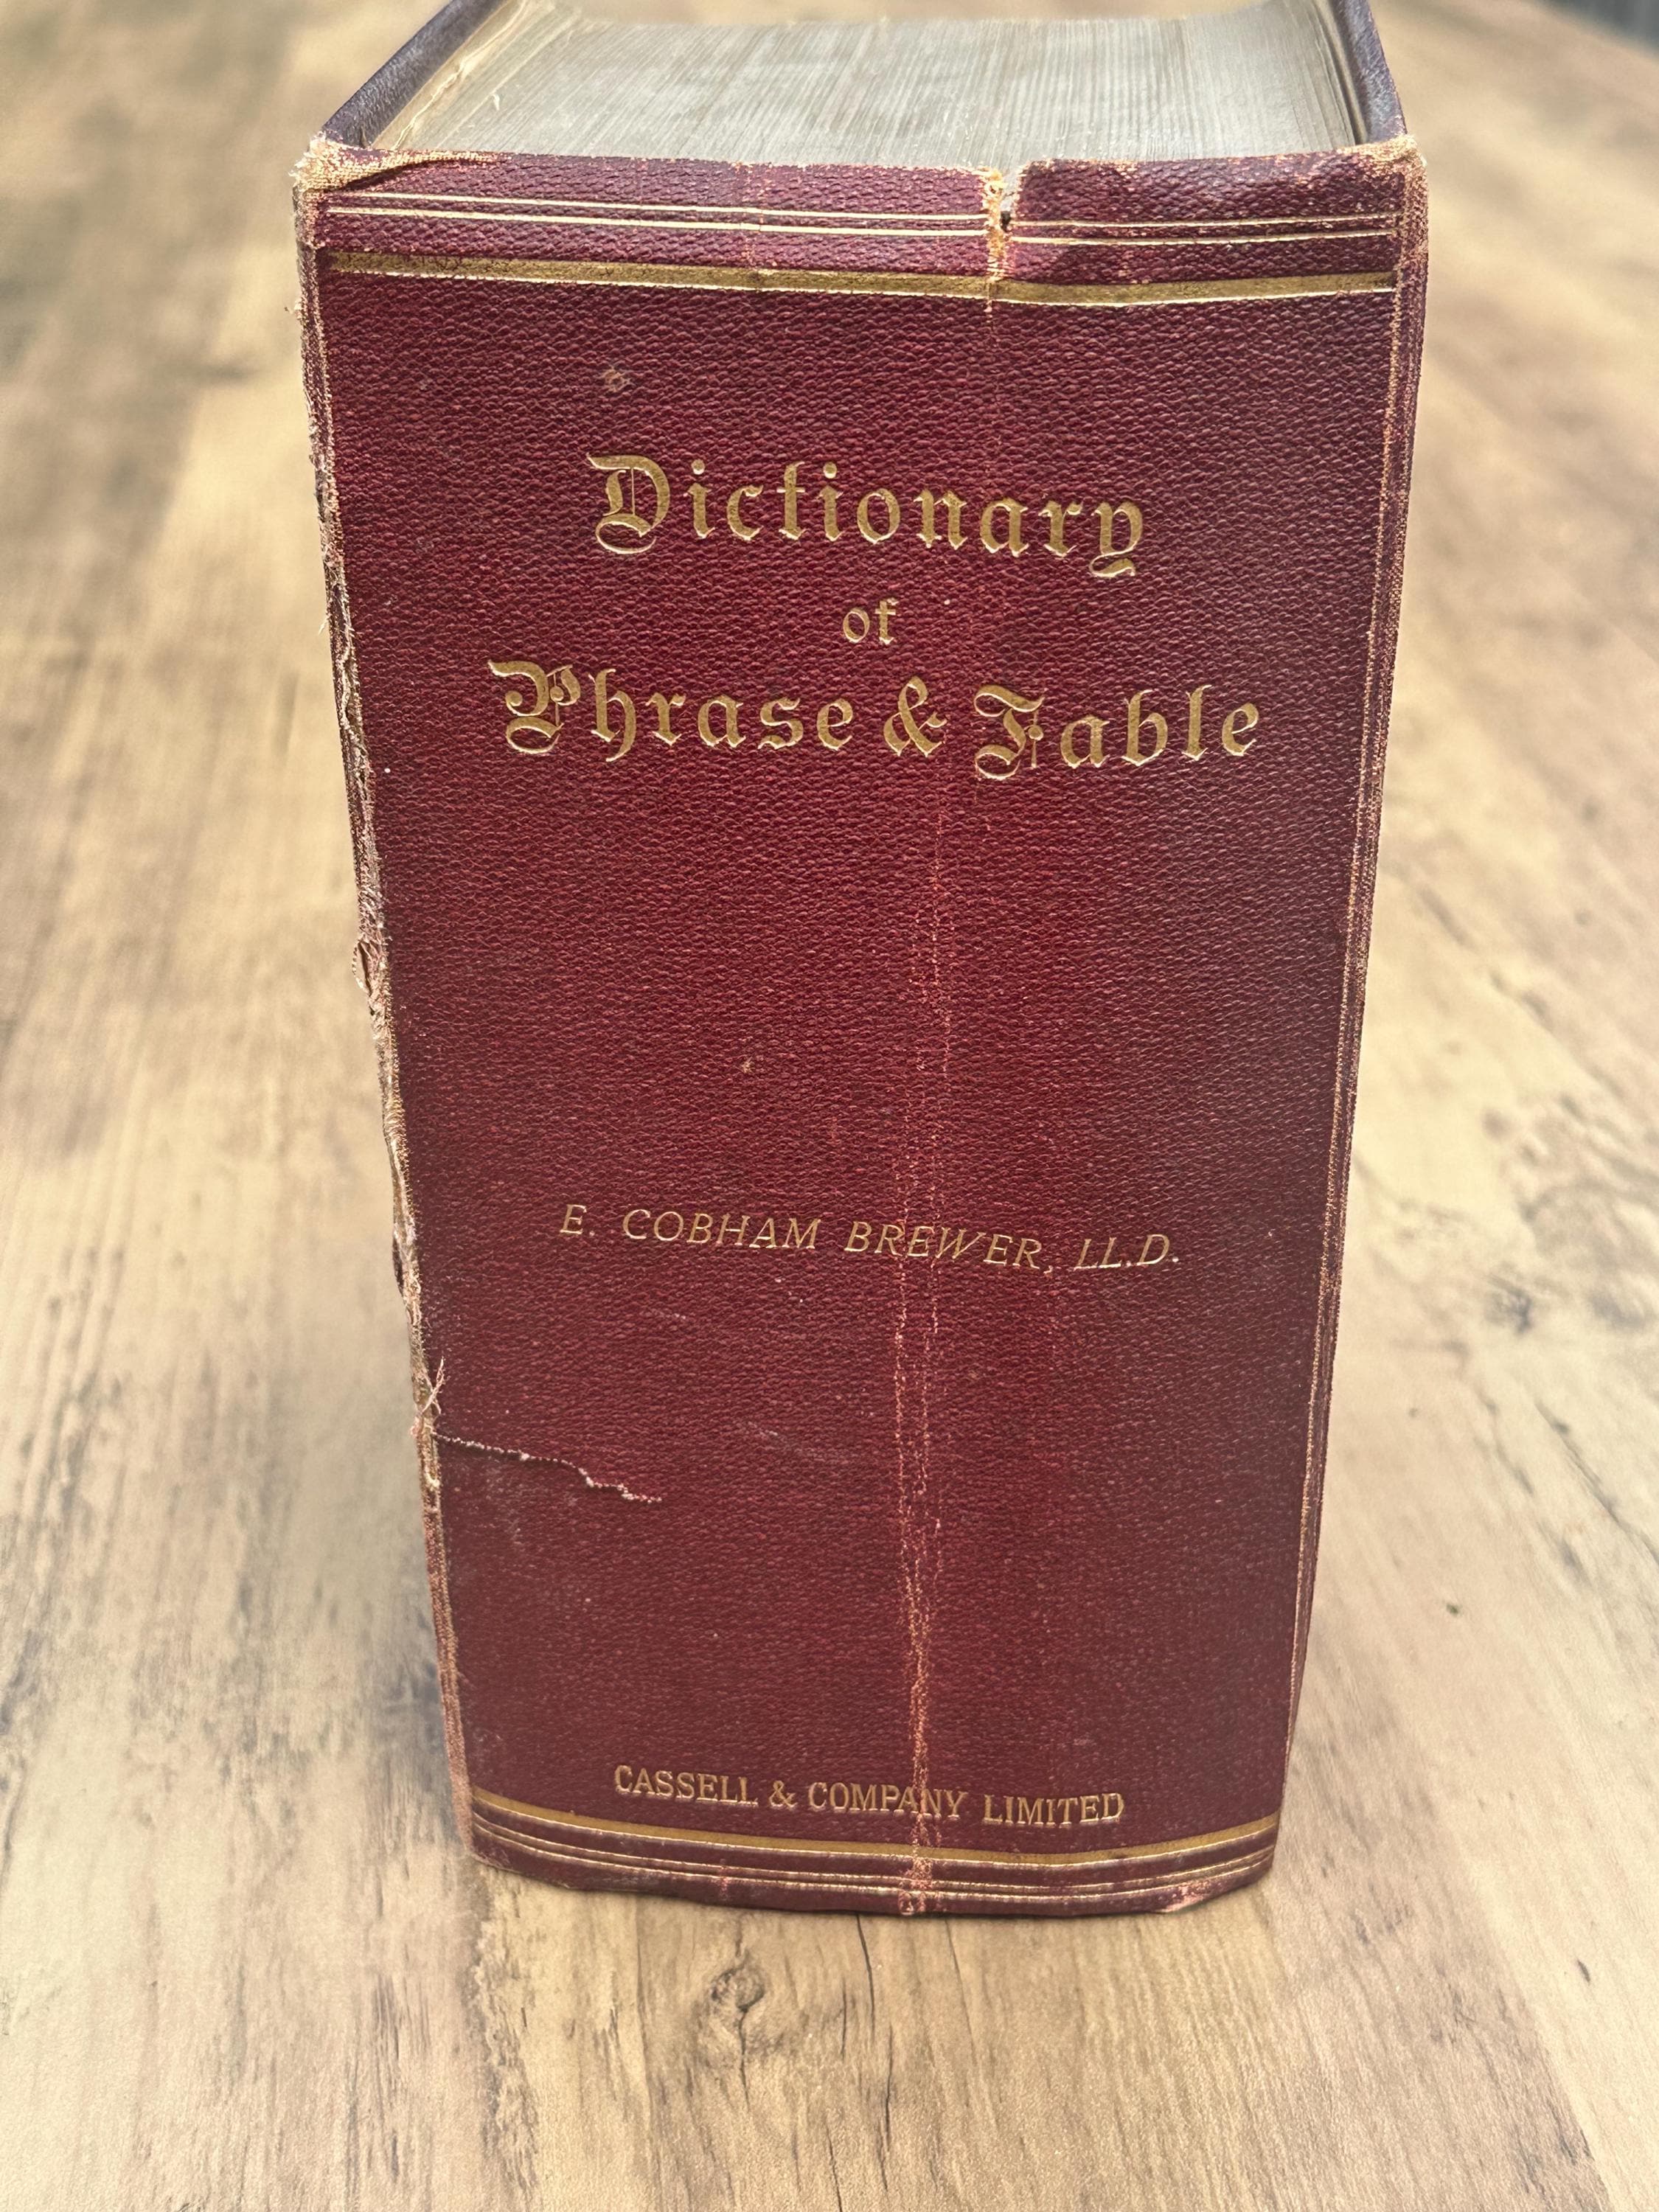 Dictionary
of
Phrase & Fable
E. COBHAM BREWER, LL.D.
CASSELL & COMPANY LIMITED